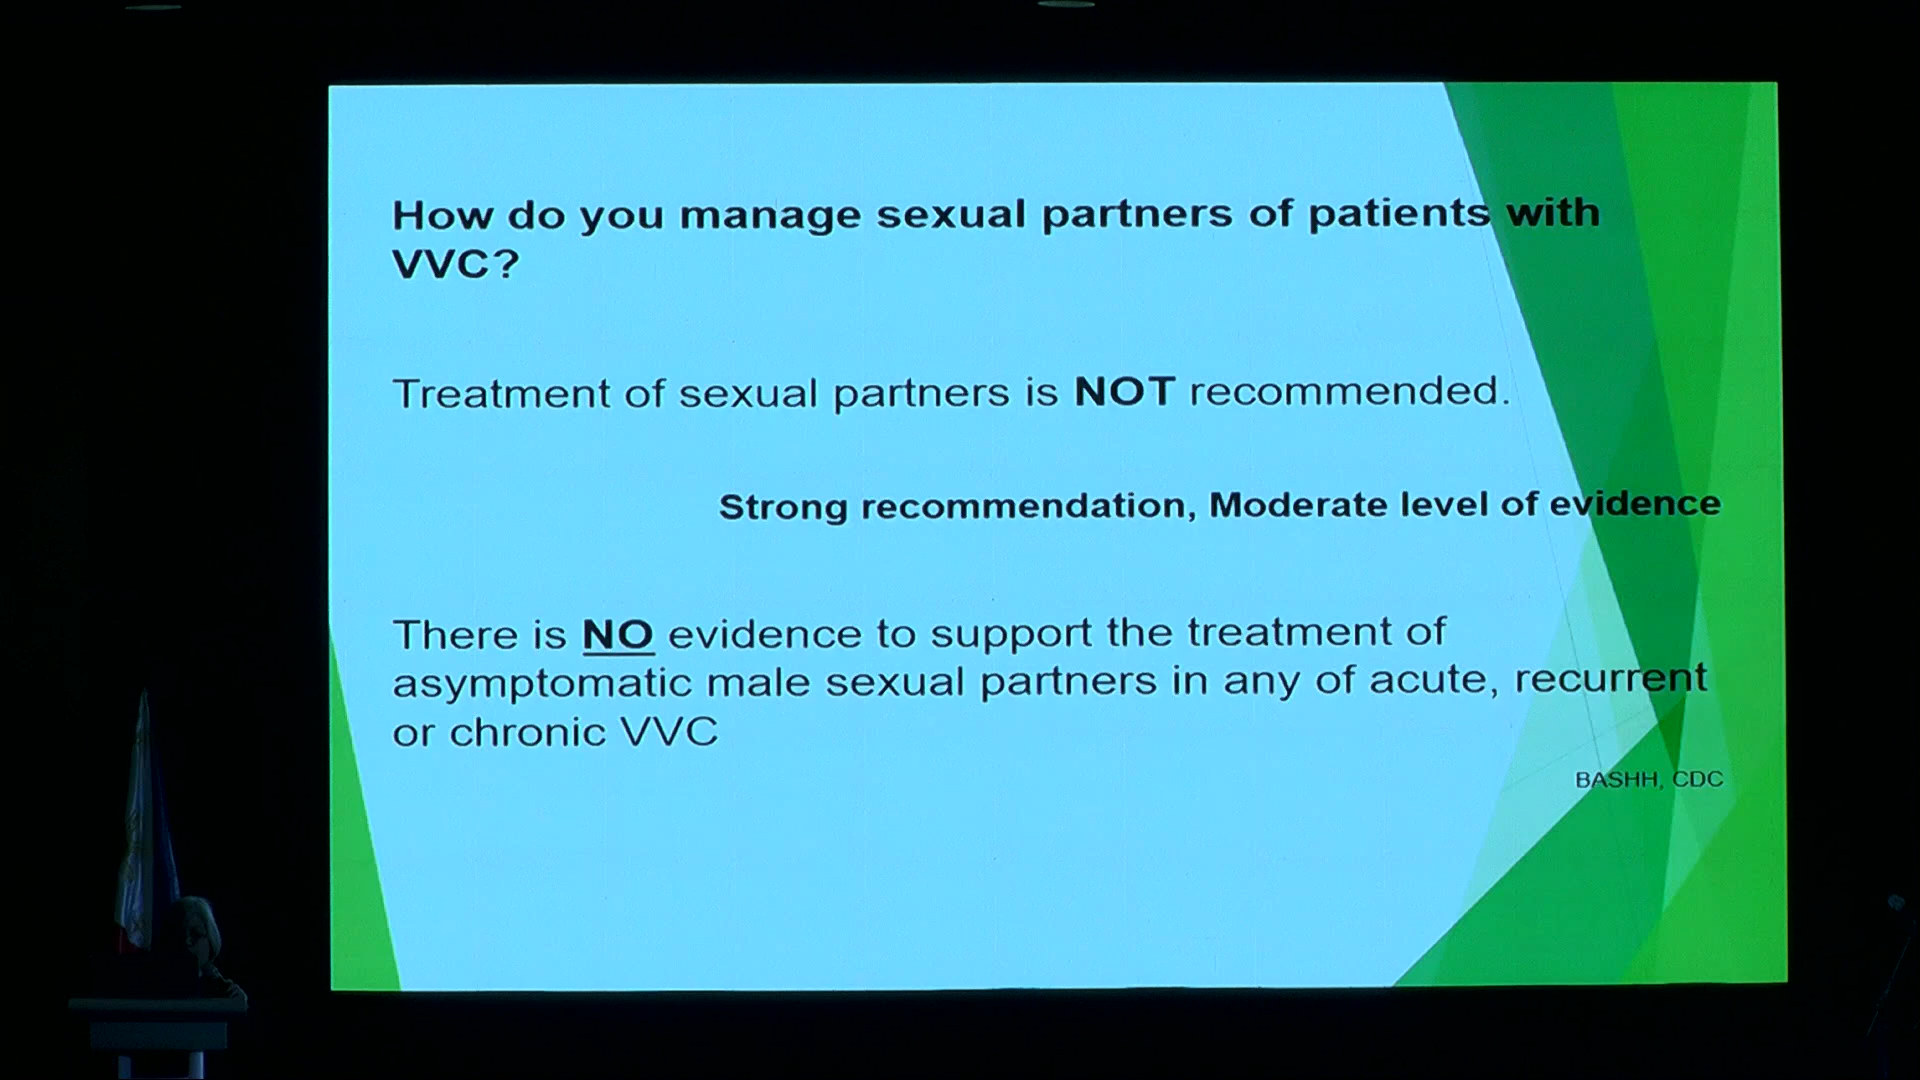 How do you manage sexual partners of patients with
VVC?
Treatment of sexual partners is NOT recommended.
Strong recommendation, Moderate level of evidence
There is NO evidence to support the treatment of
asymptomatic male sexual partners in any of acute, recurrent
or chronic VVC
BASHH, CDC